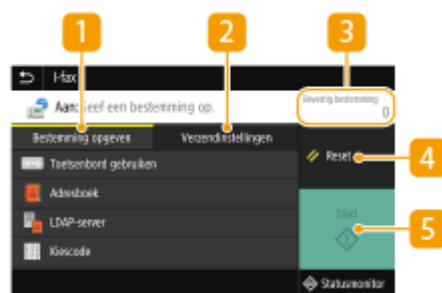 1
2
3
I-fax
Aan: Geef een bestemming op.
Bevestig bestemming
0
Bestemming opgeven
Verzendinstellingen
Toetsenbord gebruiken
Reset
4
Adresboek
LDAP-server
Start
5
Kiescode
Statusmonitor